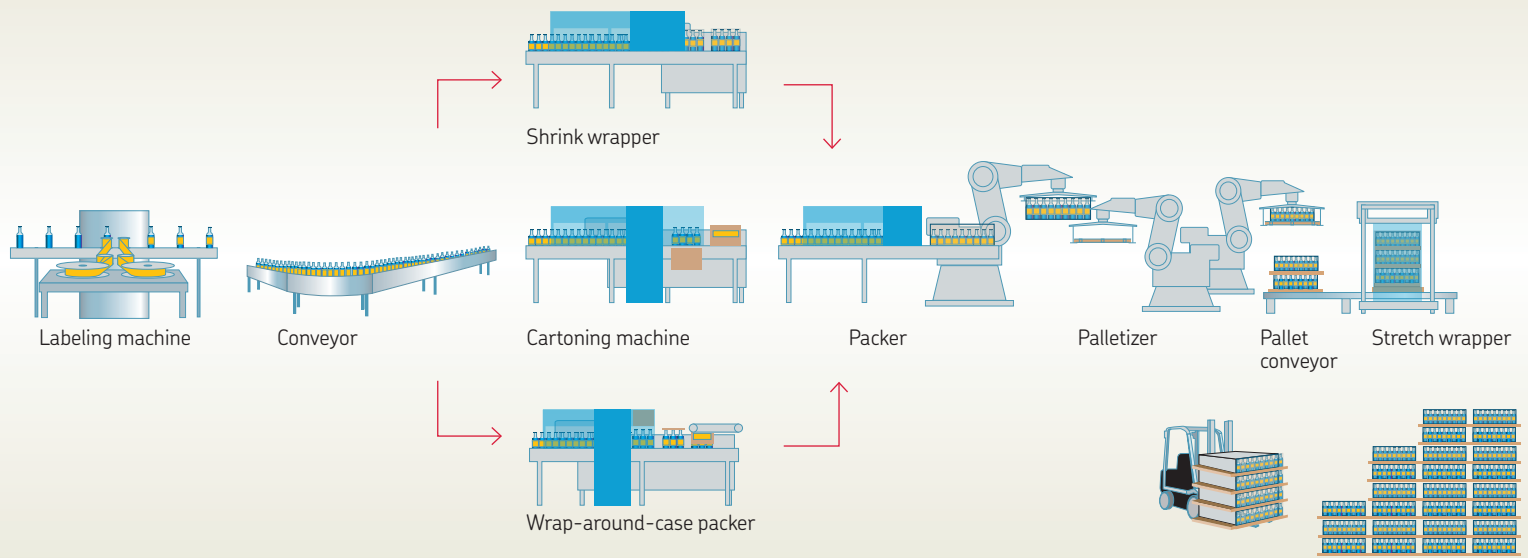 Shrink wrapper
Labeling machine
Conveyor
Cartoning machine
Packer
Palletizer
Pallet
conveyor
Stretch wrapper
Wrap-around-case packer